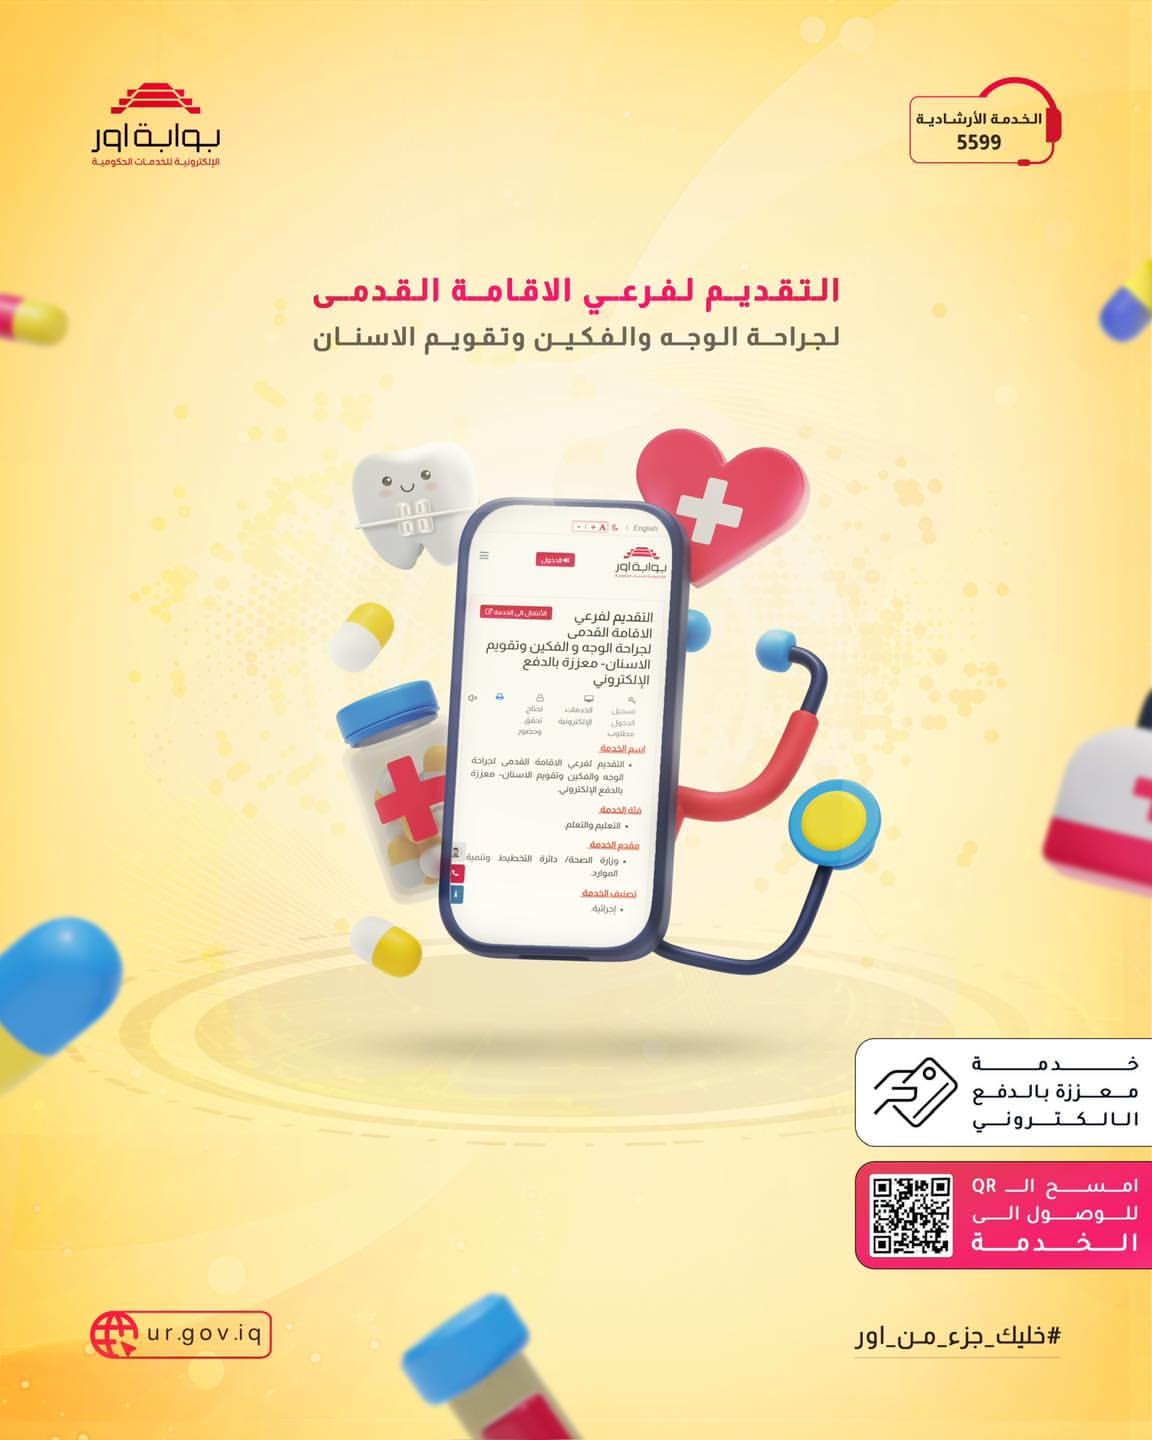 بوابة اور
الإلكترونية للخدمات الحكومية
الخدمة الأرشادية
5599
التقديم لفرعي الاقامة القدمى
لجراحة الوجه والفكين وتقويم الاسنان
English | A + -
بوابة اور
الدخول
الأنتقال الى الخدمة
التقديم لفرعي
الاقامة القدمى
لجراحة الوجه و الفكين وتقويم
الاسنان- معززة بالدفع
الإلكتروني
تسجيل الدخول مطلوب
الخدمات الإلكترونية
تحتاج تحقق وحضور
اسم الخدمة
التقديم لفرعي الاقامة القدمى لجراحة
الوجه والفكين وتقويم الاسنان- معززة
بالدفع الإلكتروني.
فئة الخدمة
التعليم والتعلم.
مقدم الخدمة
وزارة الصحة/ دائرة التخطيط وتنمية
الموارد.
تصنيف الخدمة
إجرائية.
خدمة
معززة بالدفع
الالكتروني
امسح الـ QR
للوصول الى
الخدمة
ur.gov.iq
#خليك_جزء_من_اور